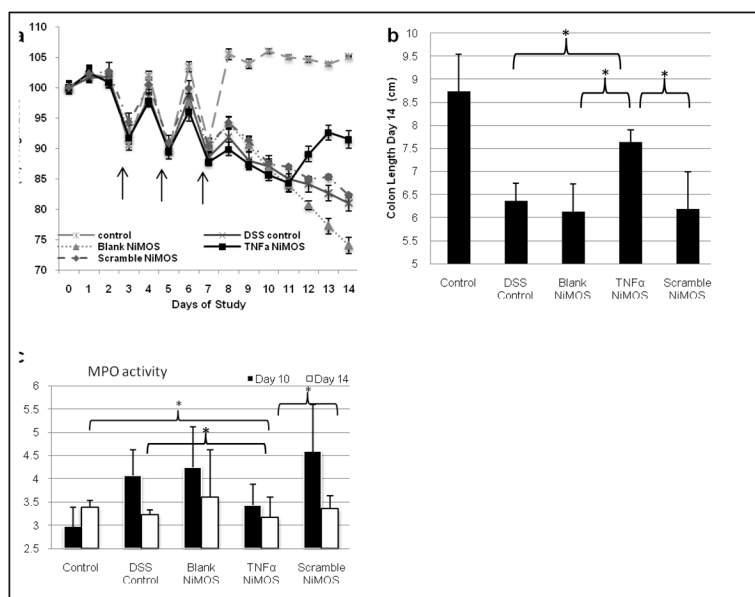 a
105
100
95
90
85
80
75
70
control
DSS control
Blank NiMOS
TNFa NiMOS
Scramble NiMOS
0 1 2 3 4 5 6 7 8 9 10 11 12 13 14
Days of Study
b
Colon Length Day 14 (cm)
10
9.5
9
8.5
8
7.5
7
6.5
6
5.5
5
*
* *
Control DSS Control Blank NiMOS TNFα NiMOS Scramble NiMOS
c
MPO activity
Day 10 Day 14
6
5.5
5
4.5
4
3.5
3
2.5
*
*
*
Control DSS Control Blank NiMOS TNFα NiMOS Scramble NiMOS